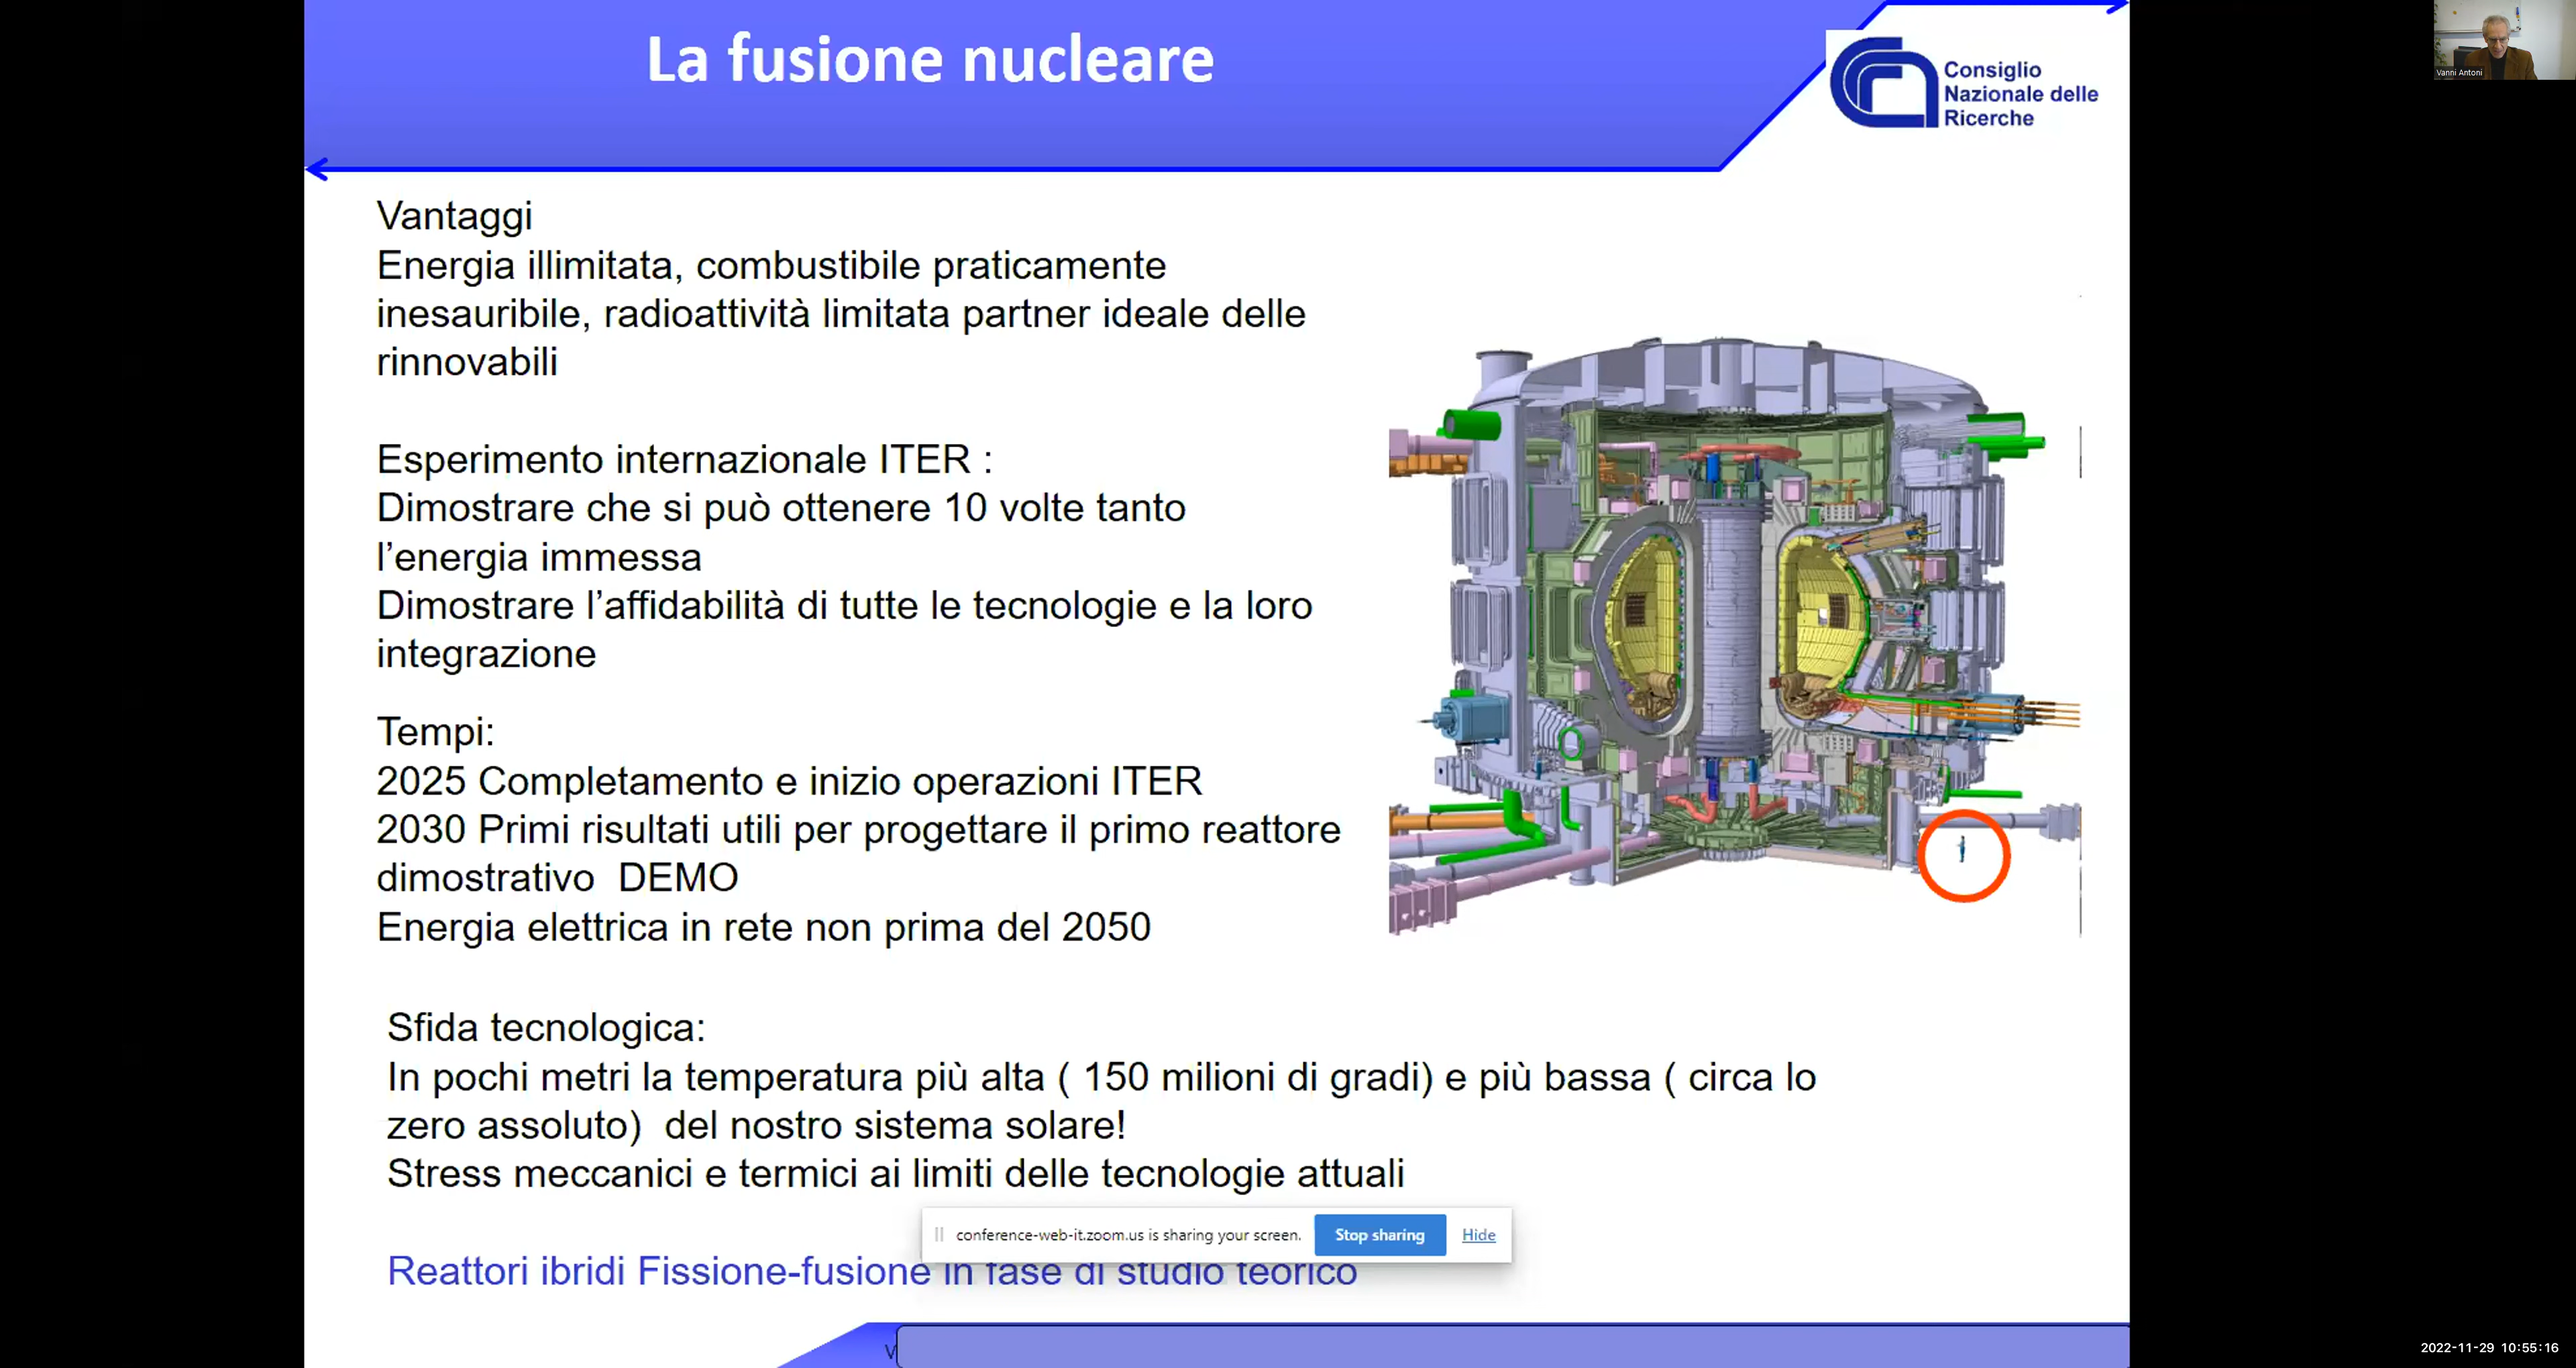 La fusione nucleare
Consiglio
Nazionale delle
Ricerche
Vanni Antoni
Vantaggi
Energia illimitata, combustibile praticamente
inesauribile, radioattività limitata partner ideale delle
rinnovabili
Esperimento internazionale ITER :
Dimostrare che si può ottenere 10 volte tanto
l’energia immessa
Dimostrare l’affidabilità di tutte le tecnologie e la loro
integrazione
Tempi:
2025 Completamento e inizio operazioni ITER
2030 Primi risultati utili per progettare il primo reattore
dimostrativo  DEMO
Energia elettrica in rete non prima del 2050
Sfida tecnologica:
In pochi metri la temperatura più alta ( 150 milioni di gradi) e più bassa ( circa lo
zero assoluto)  del nostro sistema solare!
Stress meccanici e termici ai limiti delle tecnologie attuali
conference-web-it.zoom.us is sharing your screen. Stop sharing Hide
Reattori ibridi Fissione-fusione in fase di studio teorico
V
2022-11-29 10:55:16